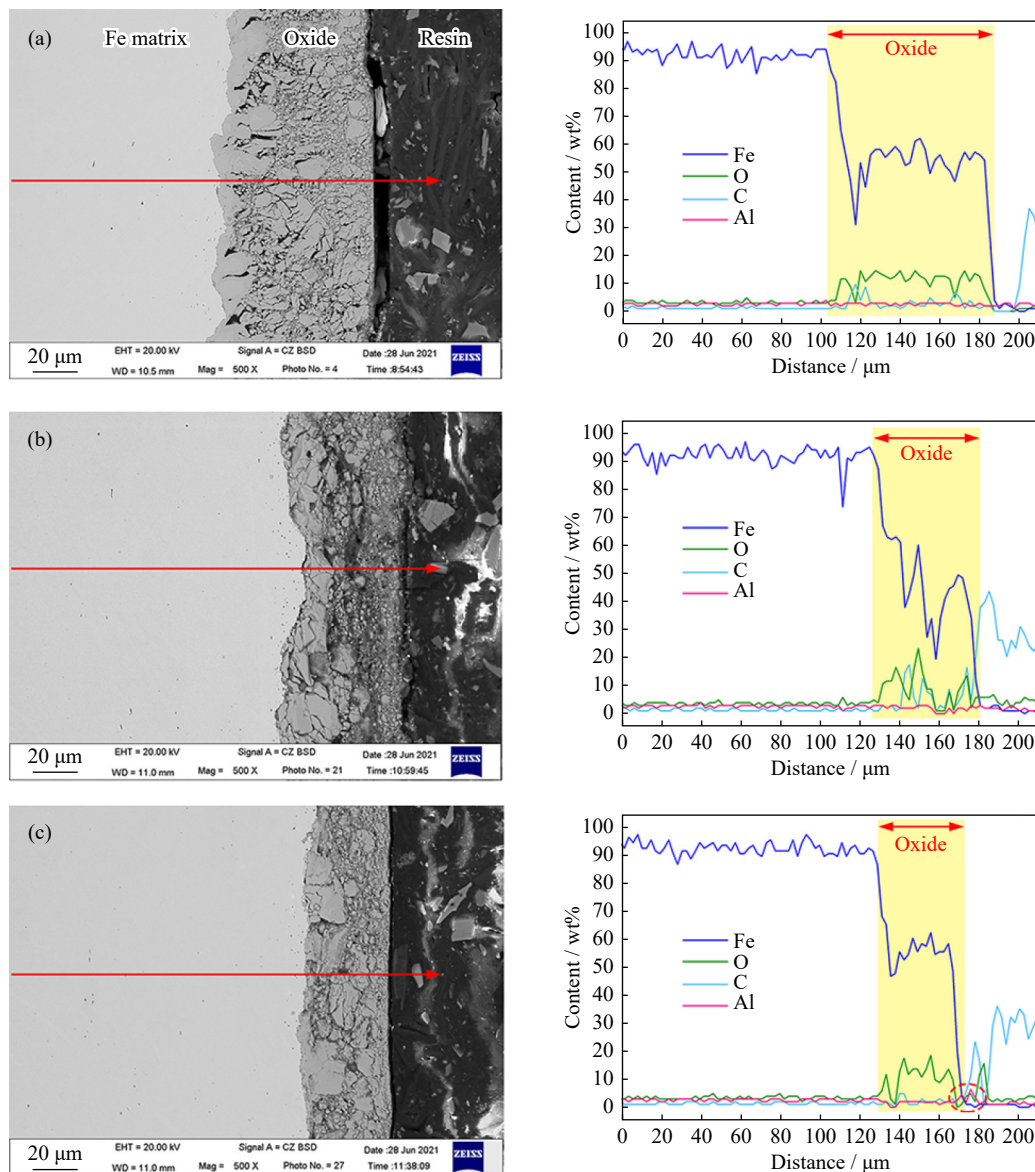 (a)
Fe matrix
Oxide
Resin
20 μm
EHT = 20.00 kV
Signal A = CZ BSD
Date :28 Jun 2021
WD = 10.5 mm
Mag = 500 X
Photo No. = 4
Time :8:54:43
ZEISS
100
90
80
70
60
50
40
30
20
10
0
Content / wt%
Oxide
Fe
O
C
Al
0 20 40 60 80 100 120 140 160 180 200
Distance / μm
(b)
20 μm
EHT = 20.00 kV
Signal A = CZ BSD
Date :28 Jun 2021
WD = 11.0 mm
Mag = 500 X
Photo No. = 21
Time :10:59:45
ZEISS
100
90
80
70
60
50
40
30
20
10
0
Content / wt%
Oxide
Fe
O
C
Al
0 20 40 60 80 100 120 140 160 180 200
Distance / μm
(c)
20 μm
EHT = 20.00 kV
Signal A = CZ BSD
Date :28 Jun 2021
WD = 11.0 mm
Mag = 500 X
Photo No. = 27
Time :11:38:09
ZEISS
100
90
80
70
60
50
40
30
20
10
0
Content / wt%
Oxide
Fe
O
C
Al
0 20 40 60 80 100 120 140 160 180 200
Distance / μm